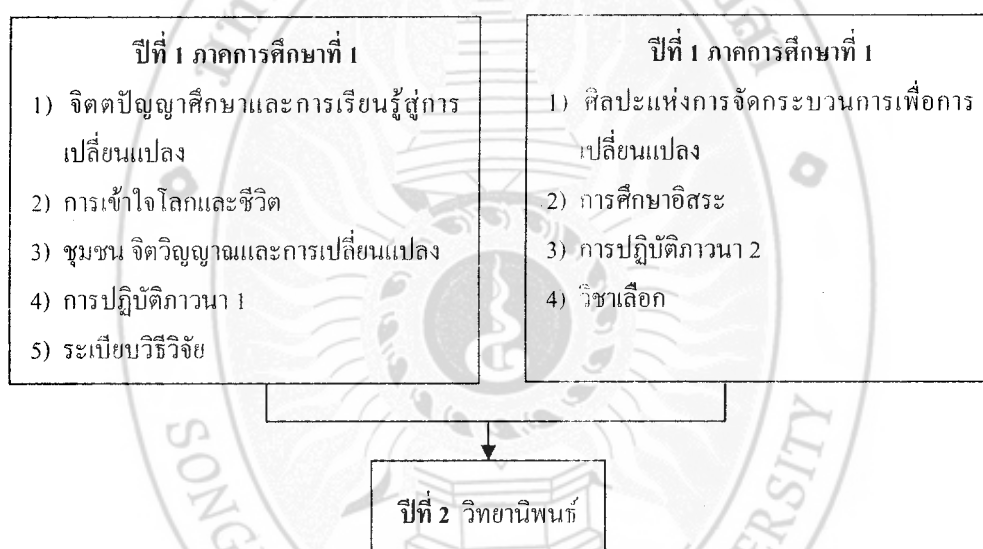 ปีที่ 1 ภาคการศึกษาที่ 1
1) จิตตปัญญาศึกษาและการเรียนรู้สู่การ
เปลี่ยนแปลง
2) การเข้าใจโลกและชีวิต
3) ชุมชน จิตวิญญาณและการเปลี่ยนแปลง
4) การปฏิบัติภาวนา 1
5) ระเบียบวิธีวิจัย
ปีที่ 1 ภาคการศึกษาที่ 1
1) ศิลปะแห่งการจัดกระบวนการเพื่อการ
เปลี่ยนแปลง
2) การศึกษาอิสระ
3) การปฏิบัติภาวนา 2
4) วิชาเลือก
ปีที่ 2 วิทยานิพนธ์